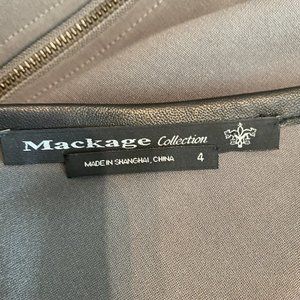 Mackage Collection
MADE IN SHANGHAI, CHINA 4